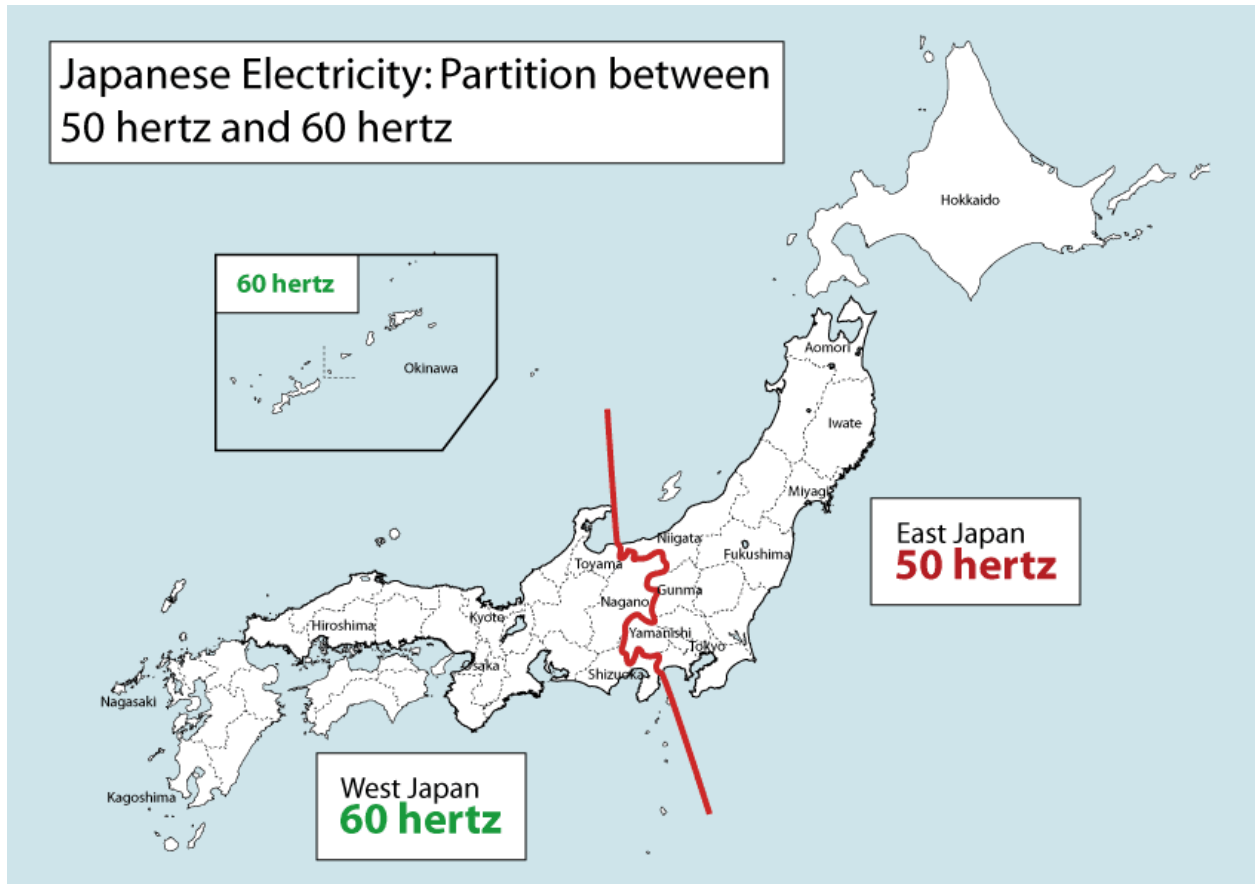 Japanese Electricity: Partition between
50 hertz and 60 hertz
Hokkaido
60 hertz
Okinawa
Aomori
Iwate
Miyagi
Niigata
Fukushima
Toyama
Gunma
Nagano
Kyoto
Hiroshima
Yamanishi
Tokyo
Osaka
Shizuoka
Nagasaki
Kagoshima
East Japan
50 hertz
West Japan
60 hertz